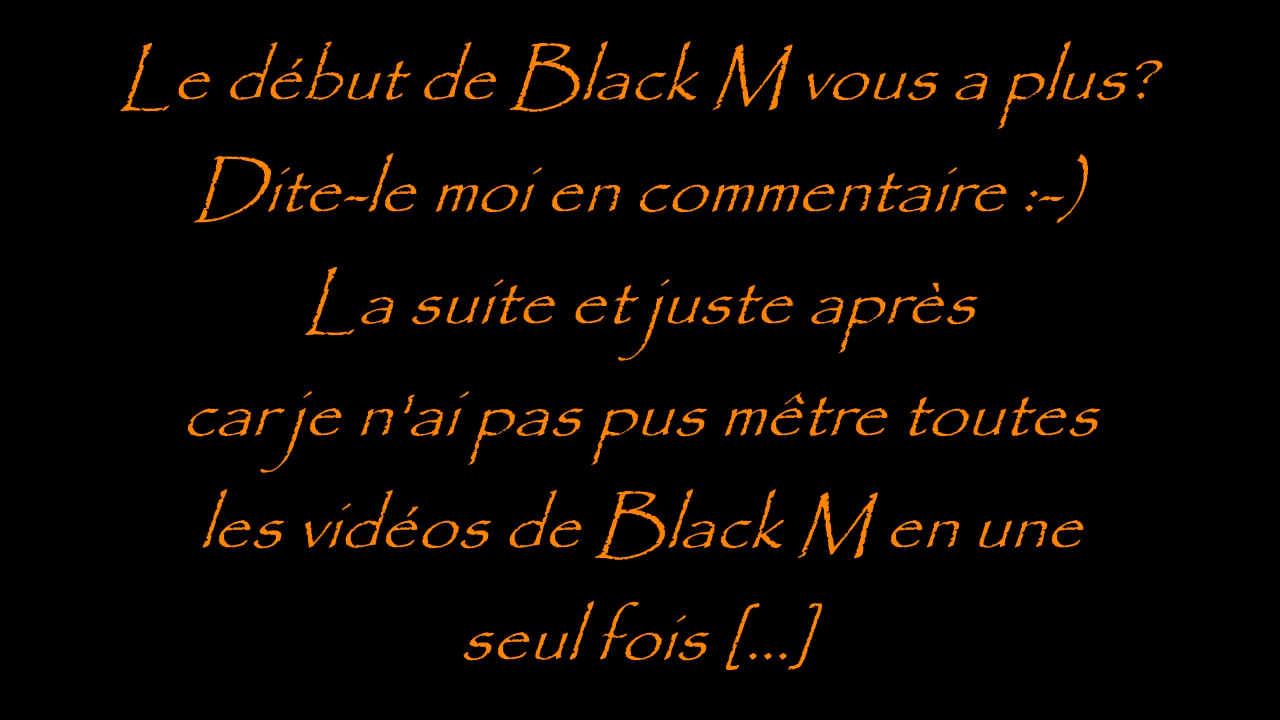 Le début de Black M vous a plus?
Dite-le moi en commentaire :-)
La suite et juste après
car je n'ai pas pus mêtre toutes
les vidéos de Black M en une
seul fois [...]